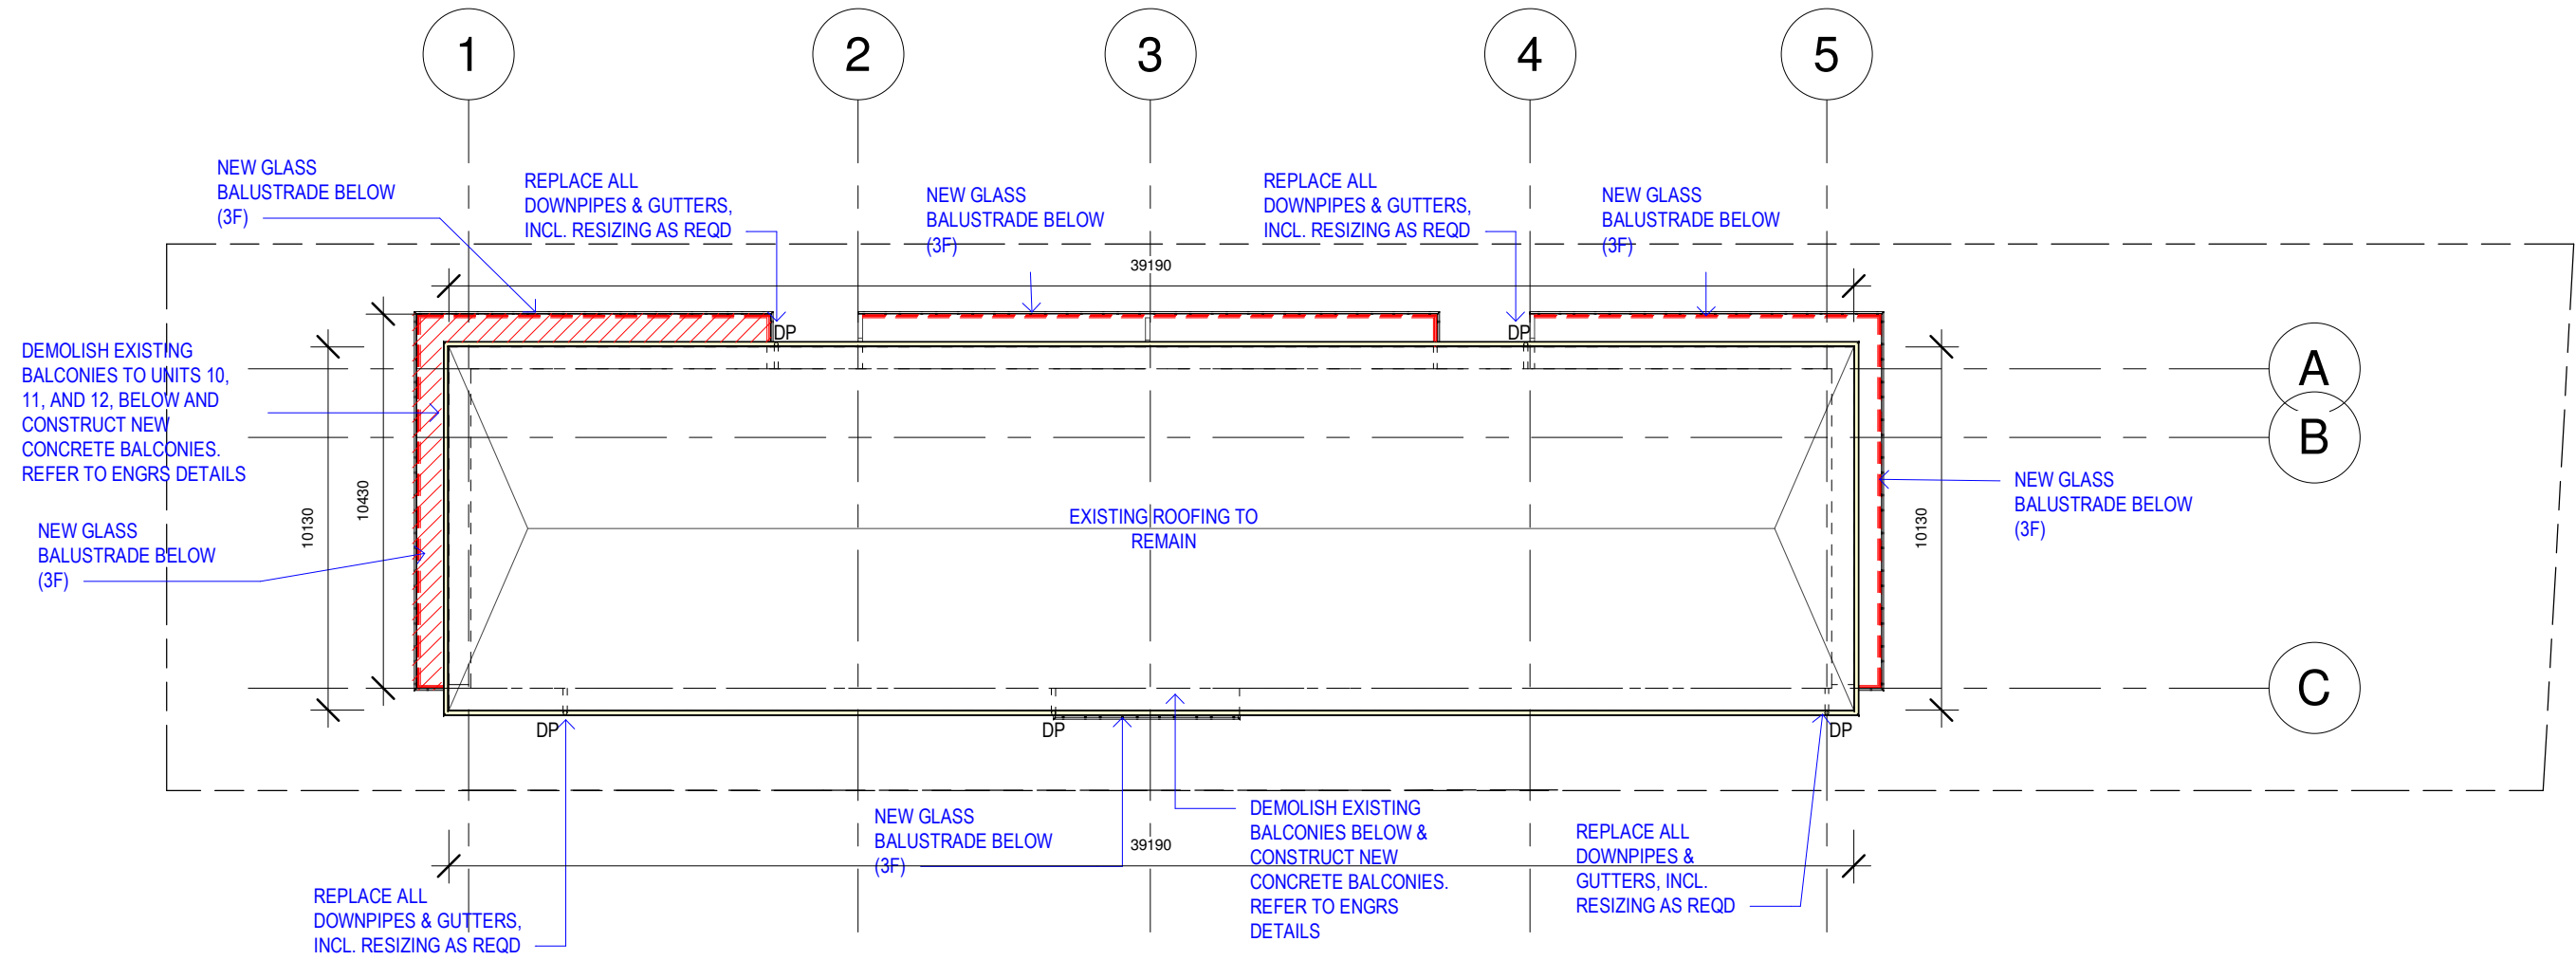 1
2
3
4
5
NEW GLASS
BALUSTRADE BELOW
(3F)
REPLACE ALL
DOWNPIPES & GUTTERS,
INCL. RESIZING AS REQD
NEW GLASS
BALUSTRADE BELOW
(3F)
REPLACE ALL
DOWNPIPES & GUTTERS,
INCL. RESIZING AS REQD
NEW GLASS
BALUSTRADE BELOW
(3F)
39190
DP
DP
DEMOLISH EXISTING
BALCONIES TO UNITS 10,
11, AND 12, BELOW AND
CONSTRUCT NEW
CONCRETE BALCONIES.
REFER TO ENGRS DETAILS
A
B
C
10130
10430
NEW GLASS
BALUSTRADE BELOW
(3F)
EXISTING ROOFING TO
REMAIN
10130
NEW GLASS
BALUSTRADE BELOW
(3F)
DP
DP
DP
REPLACE ALL
DOWNPIPES & GUTTERS,
INCL. RESIZING AS REQD
NEW GLASS
BALUSTRADE BELOW
(3F)
39190
DEMOLISH EXISTING
BALCONIES BELOW &
CONSTRUCT NEW
CONCRETE BALCONIES.
REFER TO ENGRS
DETAILS
REPLACE ALL
DOWNPIPES &
GUTTERS, INCL.
RESIZING AS REQD